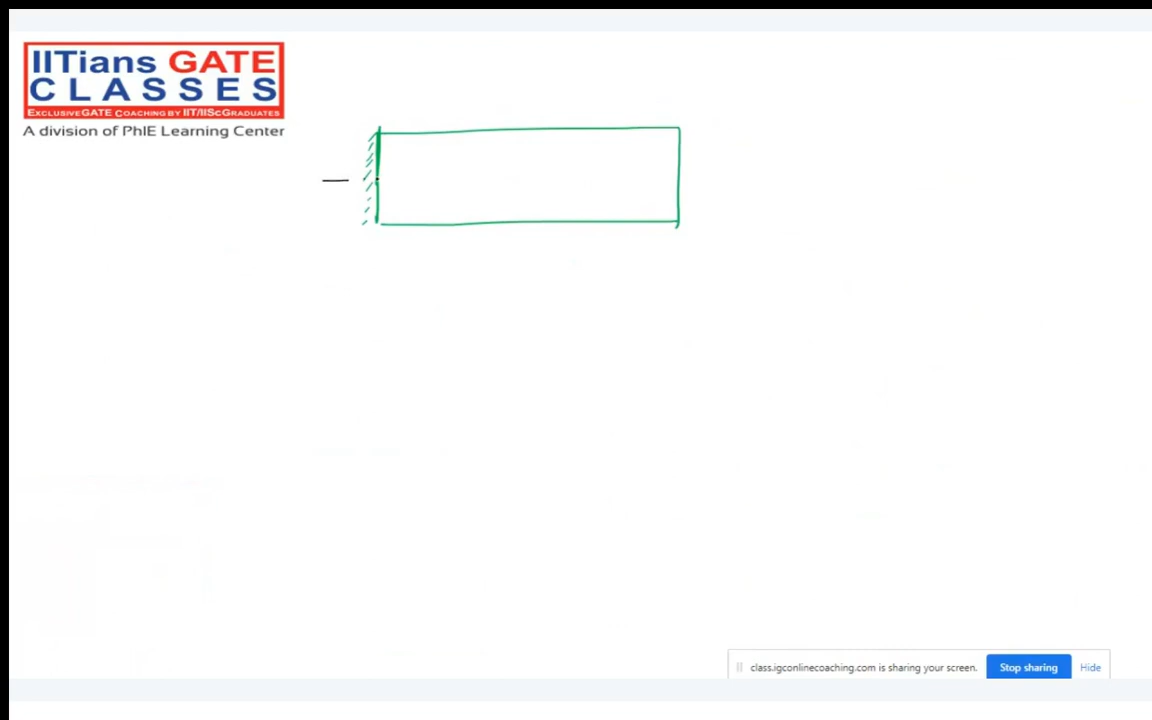 IITians GATE
CLASSES
EXCLUSIVE GATE COACHING BY IIT/IISc GRADUATES
A division of PhIE Learning Center
class.igconlinecoaching.com is sharing your screen.
Stop sharing
Hide